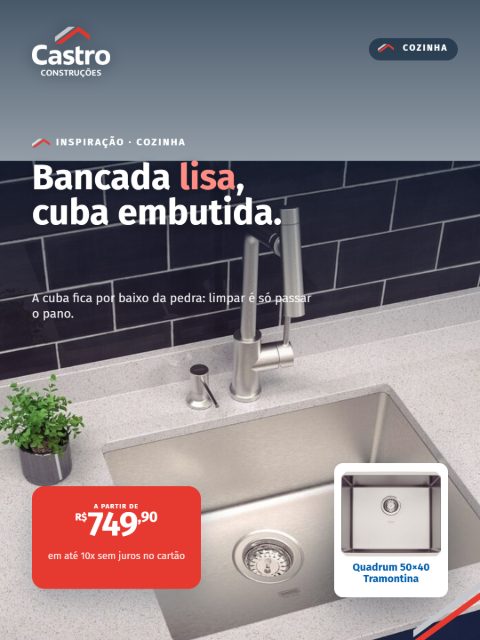 Castro
CONSTRUÇÕES
COZINHA
INSPIRAÇÃO · COZINHA
Bancada lisa,
cuba embutida.
A cuba fica por baixo da pedra: limpar é só passar
o pano.
A PARTIR DE
R$749,90
em até 10x sem juros no cartão
Quadrum 50×40
Tramontina